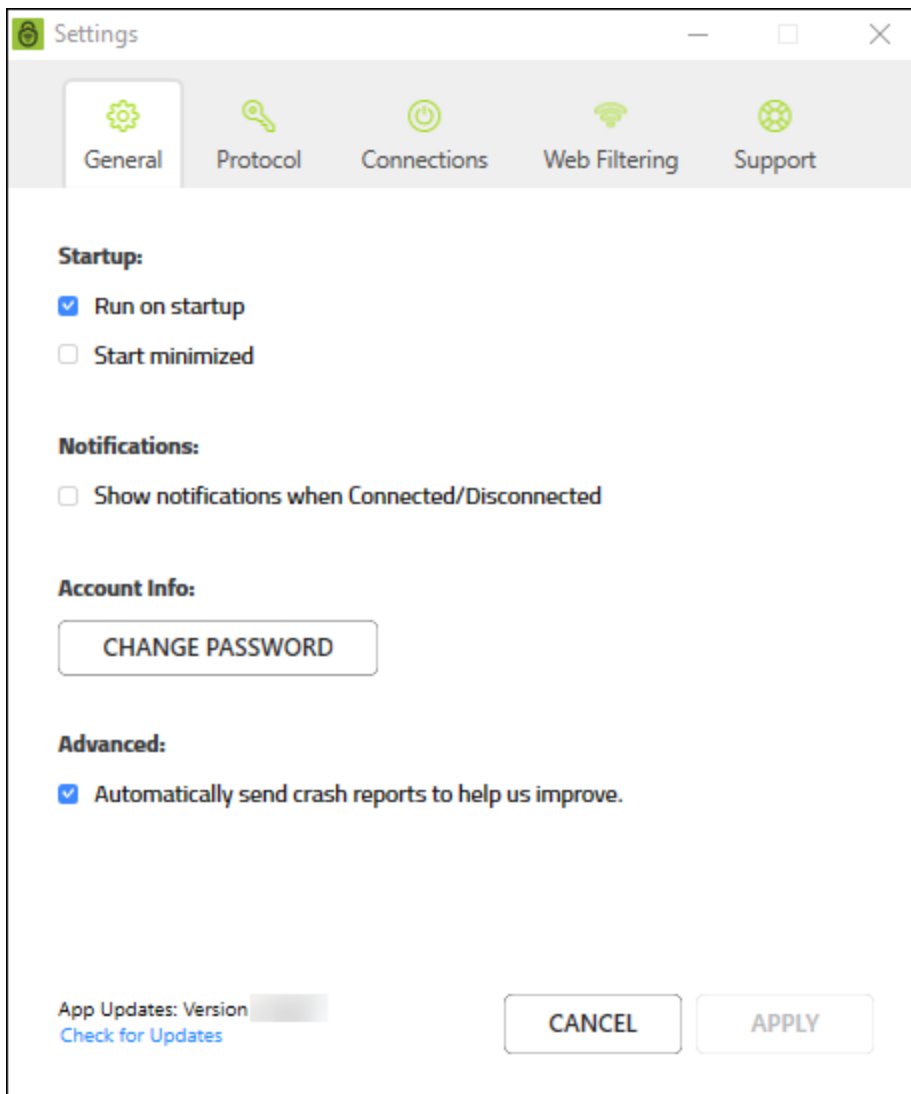 Settings
General Protocol Connections Web Filtering Support
Startup:
Run on startup
Start minimized
Notifications:
Show notifications when Connected/Disconnected
Account Info:
CHANGE PASSWORD
Advanced:
Automatically send crash reports to help us improve.
App Updates: Version
Check for Updates
CANCEL APPLY